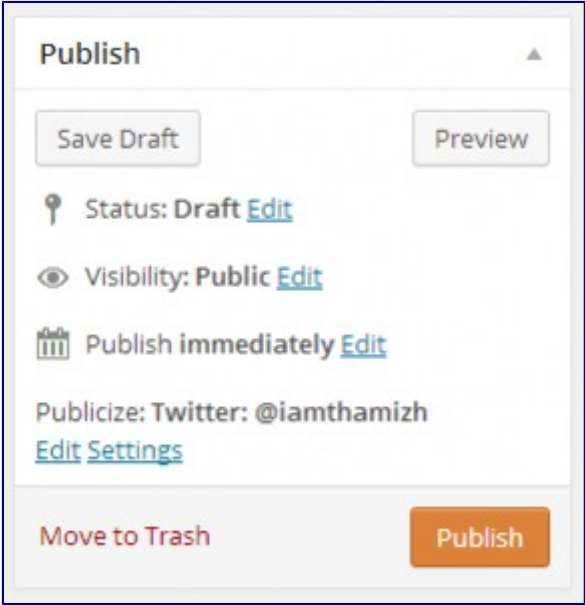 Publish
Save Draft Preview
Status: Draft Edit
Visibility: Public Edit
Publish immediately Edit
Publicize: Twitter: @iamthamizh
Edit Settings
Move to Trash Publish